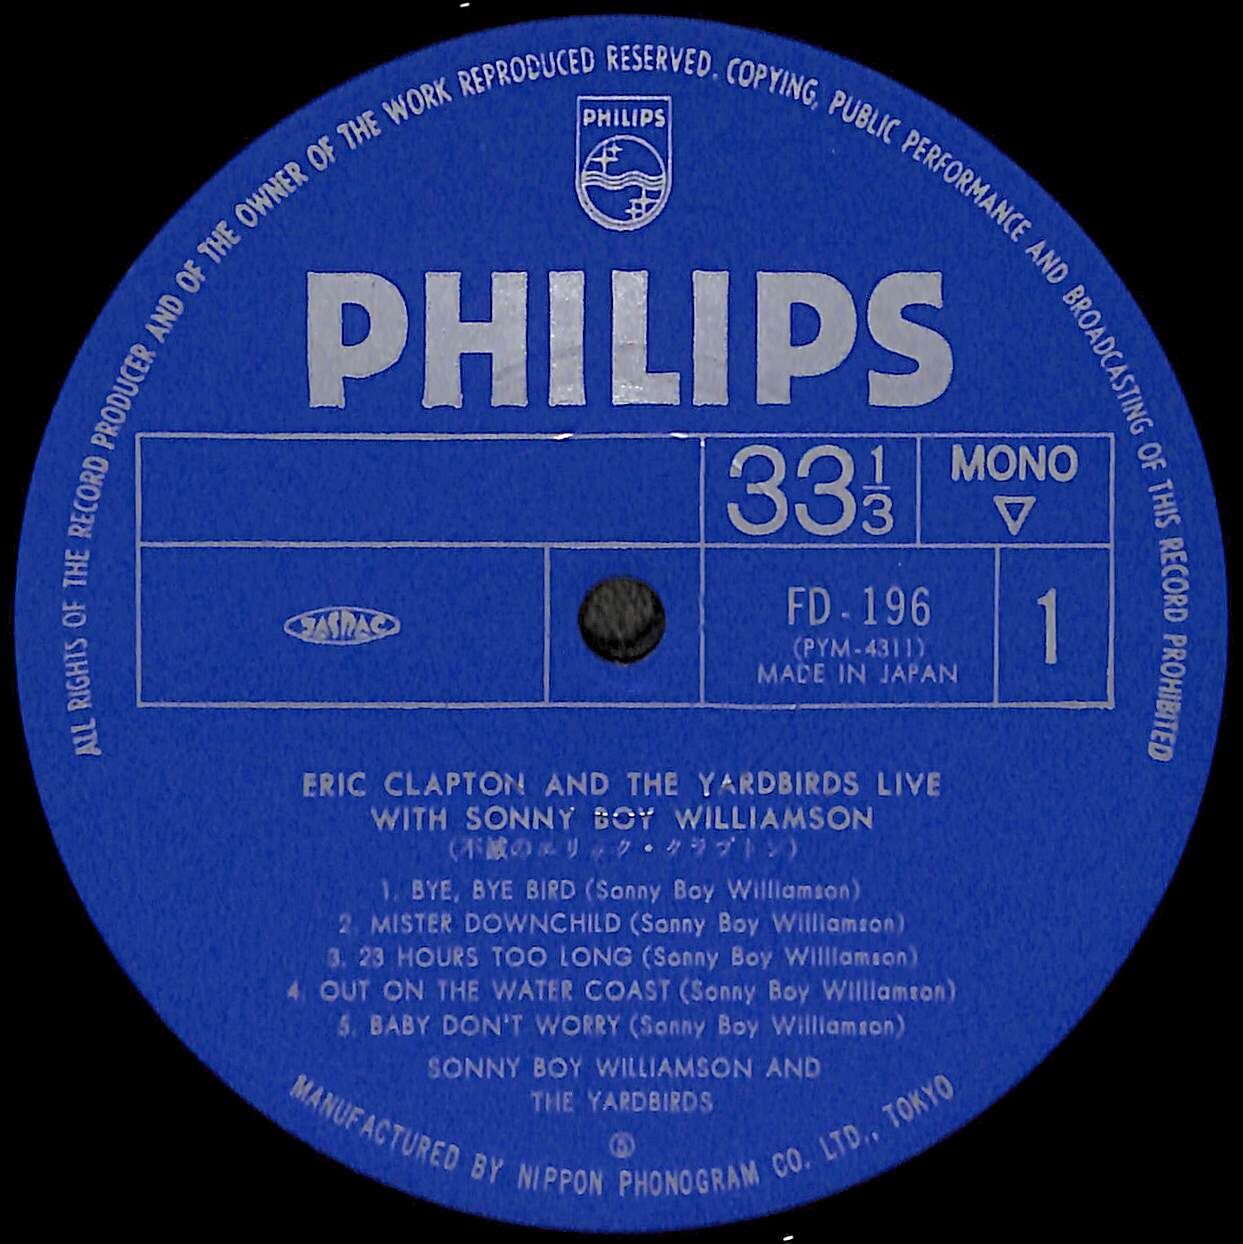 ALL RIGHTS OF THE RECORD PRODUCER AND OF THE OWNER OF THE WORK REPRODUCED RESERVED. COPYING, PUBLIC PERFORMANCE AND BROADCASTING OF THIS RECORD PROHIBITED
PHILIPS
PHILIPS
33 1/3
MONO
▽
JASRAC
FD-196
(PYM-4311)
MADE IN JAPAN
1
ERIC CLAPTON AND THE YARDBIRDS LIVE
WITH SONNY BOY WILLIAMSON
(不滅のエリック・クラプトン)
1. BYE, BYE BIRD (Sonny Boy Williamson)
2. MISTER DOWNCHILD (Sonny Boy Williamson)
3. 23 HOURS TOO LONG (Sonny Boy Williamson)
4. OUT ON THE WATER COAST (Sonny Boy Williamson)
5. BABY DON'T WORRY (Sonny Boy Williamson)
SONNY BOY WILLIAMSON AND
THE YARDBIRDS
MANUFACTURED BY NIPPON PHONOGRAM CO. LTD., TOKYO